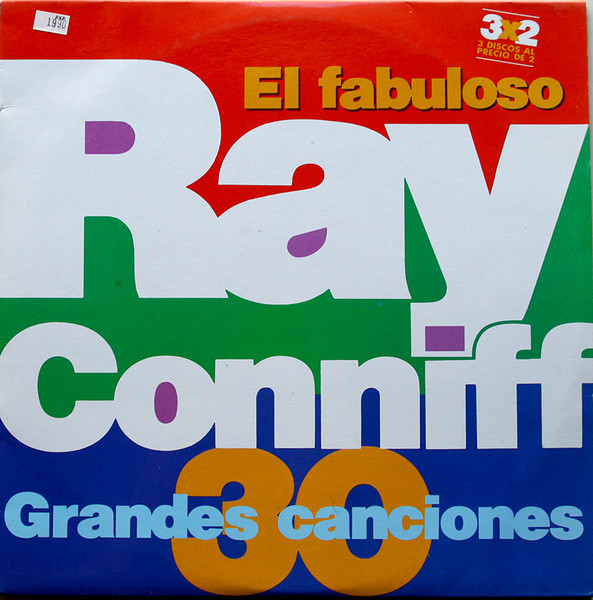 1990
3x2
3 DISCOS AL
PRECIO DE 2
El fabuloso
Ray
Conniff
30
Grandes canciones